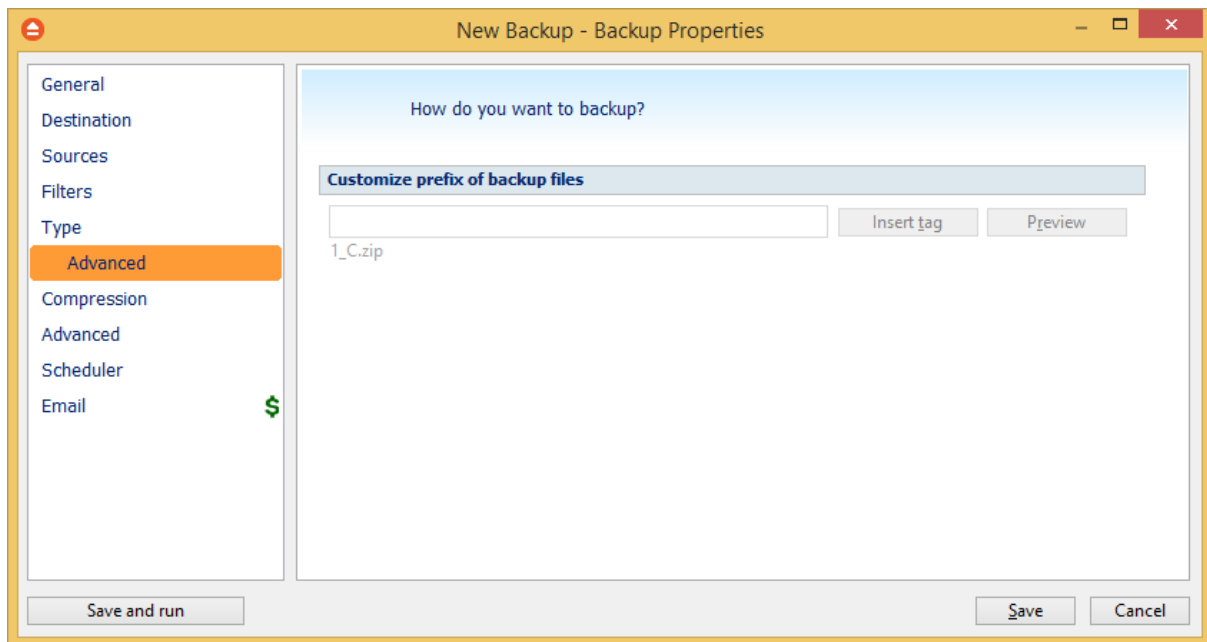 New Backup - Backup Properties
General
Destination
Sources
Filters
Type
Advanced
Compression
Advanced
Scheduler
Email $
How do you want to backup?
Customize prefix of backup files
Insert tag Preview
1_C.zip
Save and run Save Cancel